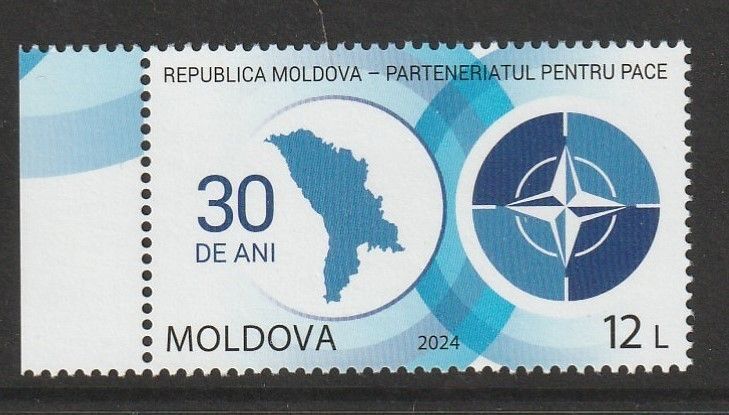 REPUBLICA MOLDOVA – PARTENERIATUL PENTRU PACE
30
DE ANI
MOLDOVA
2024
12 L